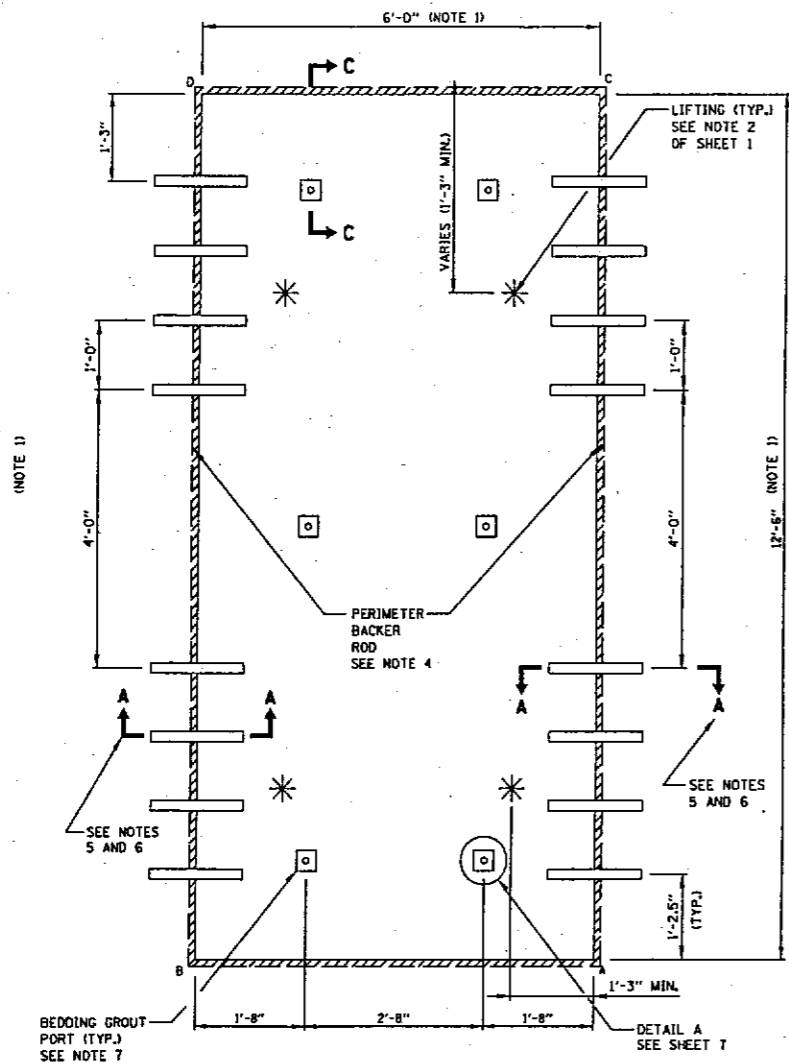 6'-0" (NOTE 1)
D
C
C
1'-3"
LIFTING (TYP.)
SEE NOTE 2
OF SHEET 1
VARIES (1'-3" MIN.)
C
1'-0"
1'-0"
(NOTE 1)
4'-0"
4'-0"
12'-6" (NOTE 1)
PERIMETER
BACKER
ROD
SEE NOTE 4
A
A
A
A
SEE NOTES
5 AND 6
SEE NOTES
5 AND 6
1'-2.5"
(TYP.)
B
A
1'-3" MIN.
BEDDING GROUT
PORT (TYP.)
SEE NOTE 7
1'-8"
2'-8"
1'-8"
DETAIL A
SEE SHEET 7